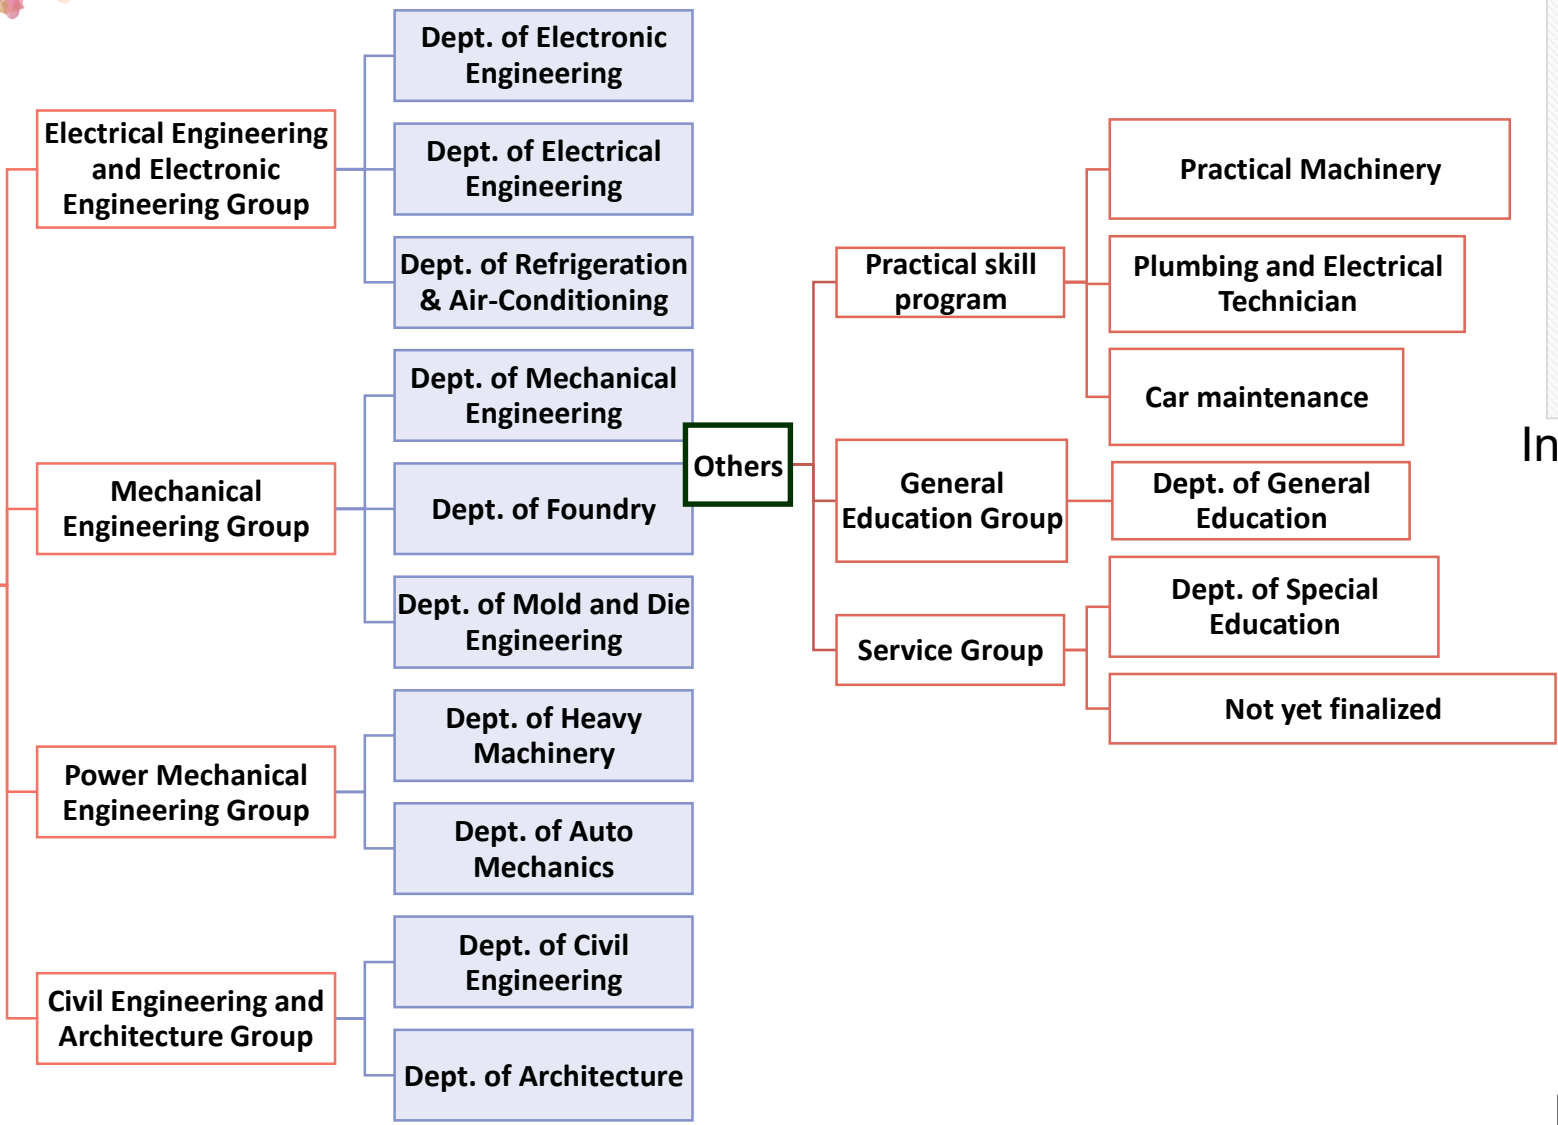 Electrical Engineering
and Electronic
Engineering Group
Dept. of Electronic
Engineering
Dept. of Electrical
Engineering
Dept. of Refrigeration
& Air-Conditioning
Mechanical
Engineering Group
Dept. of Mechanical
Engineering
Dept. of Foundry
Dept. of Mold and Die
Engineering
Power Mechanical
Engineering Group
Dept. of Heavy
Machinery
Dept. of Auto
Mechanics
Civil Engineering and
Architecture Group
Dept. of Civil
Engineering
Dept. of Architecture
Others
Practical skill
program
Practical Machinery
Plumbing and Electrical
Technician
Car maintenance
General
Education Group
Dept. of General
Education
Service Group
Dept. of Special
Education
Not yet finalized
In